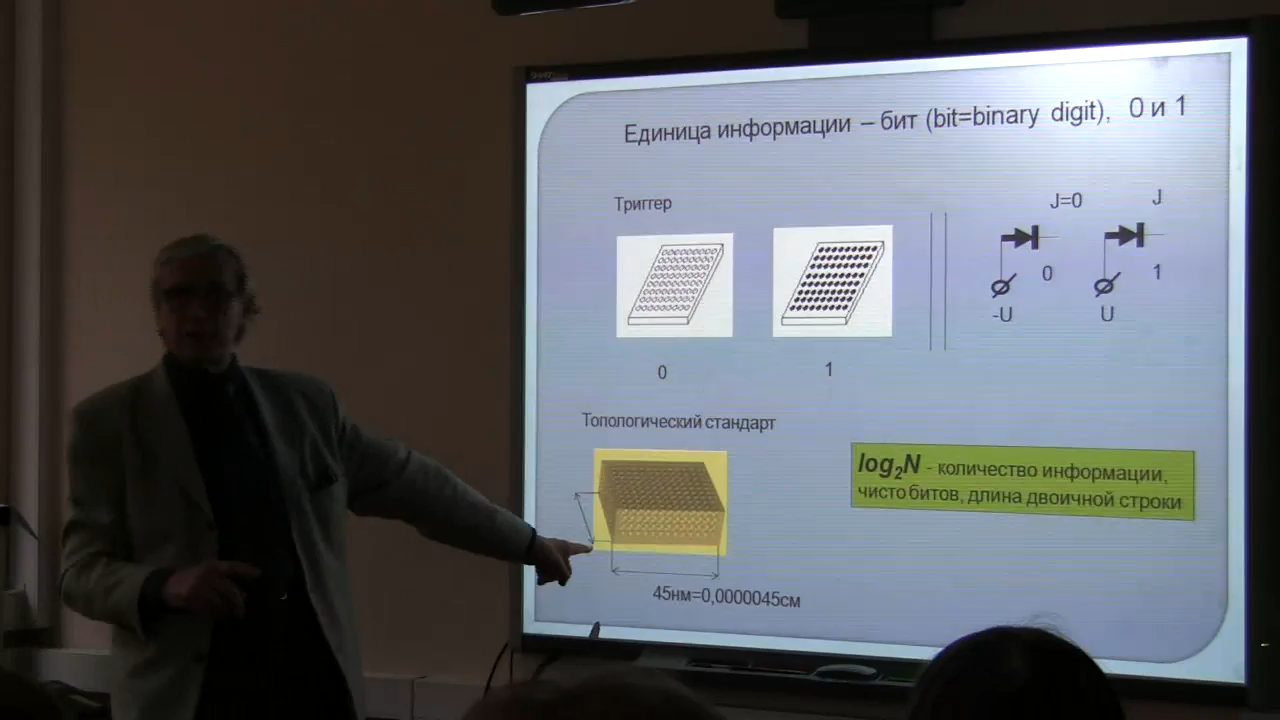 Единица информации – бит (bit=binary digit), 0 и 1
Триггер
J=0
J
0
1
-U
U
0
1
Топологический стандарт
log2N - количество информации,
чисто битов, длина двоичной строки
45нм=0,0000045см